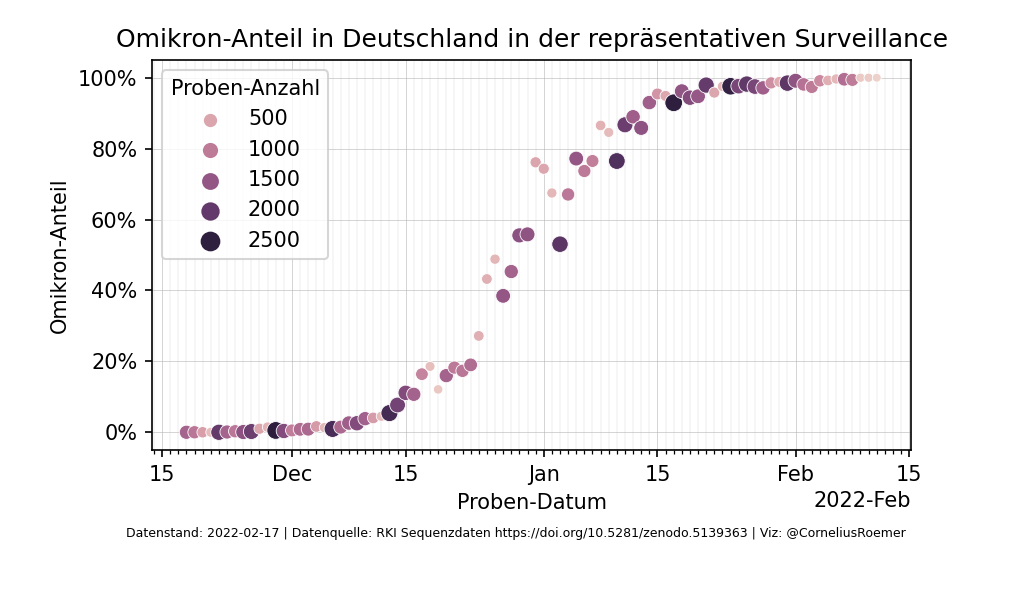 Omikron-Anteil in Deutschland in der repräsentativen Surveillance
Omikron-Anteil
100%
80%
60%
40%
20%
0%
Proben-Anzahl
500
1000
1500
2000
2500
15 Dec 15 Jan 15 Feb 15
Proben-Datum
2022-Feb
Datenstand: 2022-02-17 | Datenquelle: RKI Sequenzdaten https://doi.org/10.5281/zenodo.5139363 | Viz: @CorneliusRoemer